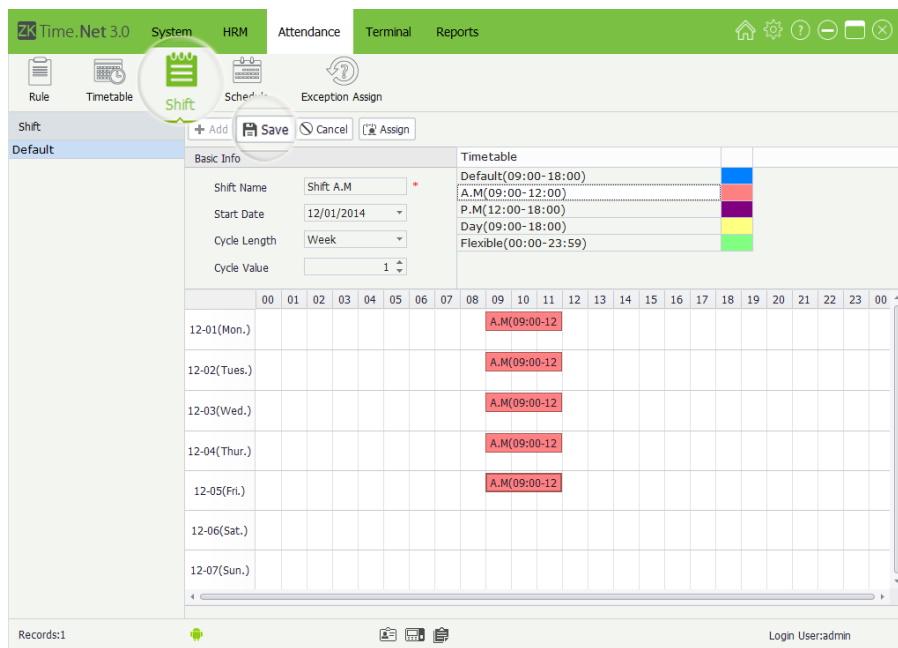 ZK Time.Net 3.0 System HRM Attendance Terminal Reports
Rule Timetable Shift Exception Assign
Shift + Add Save Cancel Assign
Default
Basic Info Timetable
Shift Name Shift A.M * Default(09:00-18:00)
A.M(09:00-12:00)
Start Date 12/01/2014 P.M(12:00-18:00)
Day(09:00-18:00)
Cycle Length Week Flexible(00:00-23:59)
Cycle Value 1
00 01 02 03 04 05 06 07 08 09 10 11 12 13 14 15 16 17 18 19 20 21 22 23 00
12-01(Mon.) A.M(09:00-12
12-02(Tues.) A.M(09:00-12
12-03(Wed.) A.M(09:00-12
12-04(Thur.) A.M(09:00-12
12-05(Fri.) A.M(09:00-12
12-06(Sat.)
12-07(Sun.)
Records:1 Login User:admin